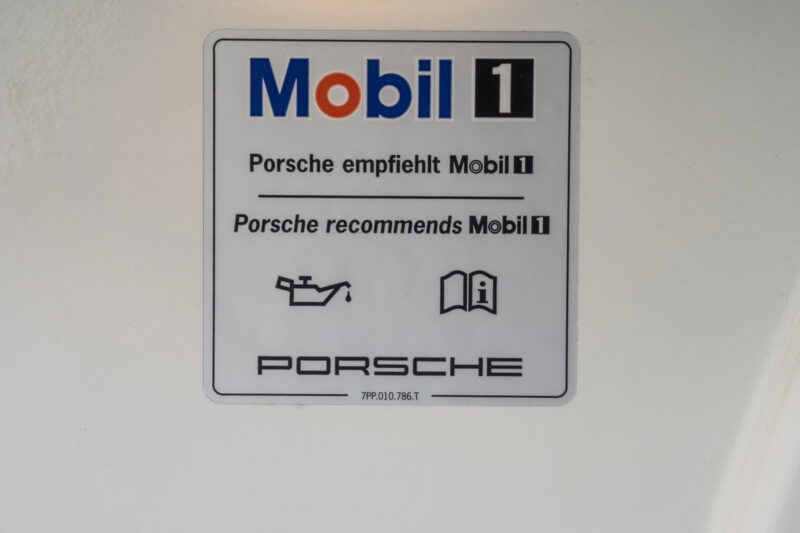 Mobil 1
Porsche empfiehlt Mobil 1
Porsche recommends Mobil 1
i
PORSCHE
7PP.010.786.T